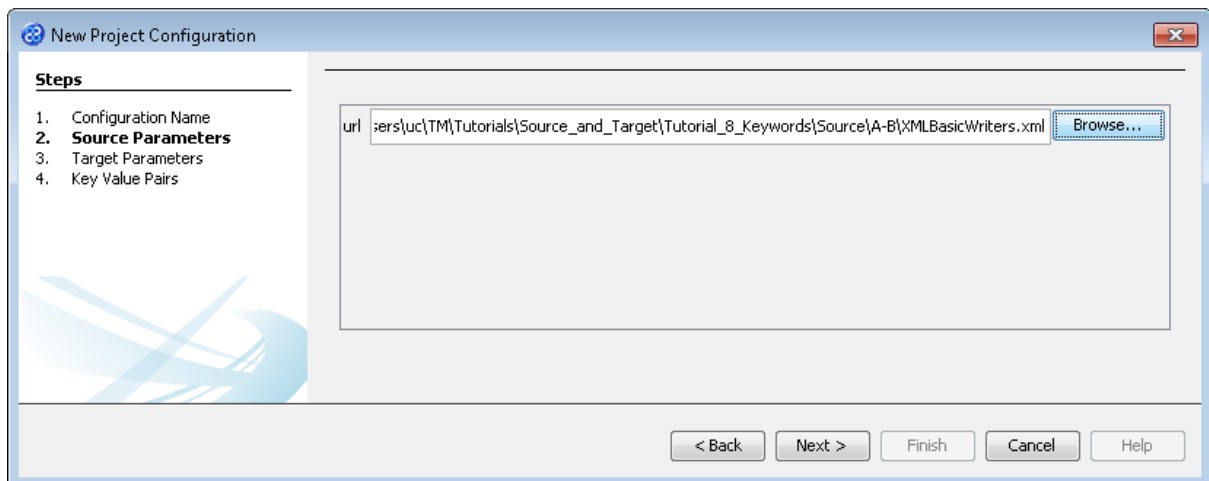 New Project Configuration
Steps
1. Configuration Name
2. Source Parameters
3. Target Parameters
4. Key Value Pairs
url sers\uc\TM\Tutorials\Source_and_Target\Tutorial_8_Keywords\Source\A-B\XMLBasicWriters.xml Browse...
< Back Next > Finish Cancel Help